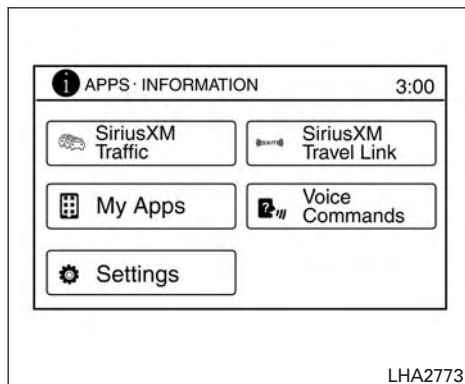 i APPS · INFORMATION 3:00
SiriusXM
Traffic
SiriusXM
Travel Link
My Apps
Voice
Commands
Settings
LHA2773